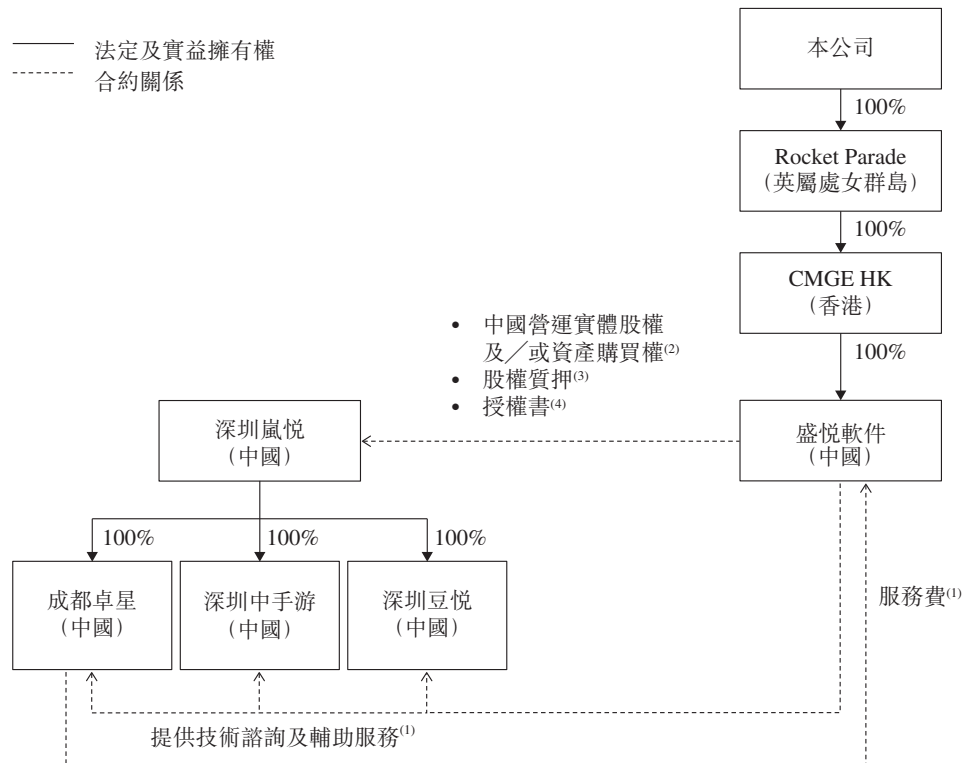 法定及實益擁有權
合約關係
本公司
100%
Rocket Parade
（英屬處女群島）
100%
CMGE HK
（香港）
100%
• 中國營運實體股權
及／或資產購買權(2)
• 股權質押(3)
• 授權書(4)
深圳嵐悦
（中國）
盛悦軟件
（中國）
100%
100%
100%
成都卓星
（中國）
深圳中手游
（中國）
深圳豆悦
（中國）
服務費(1)
提供技術諮詢及輔助服務(1)